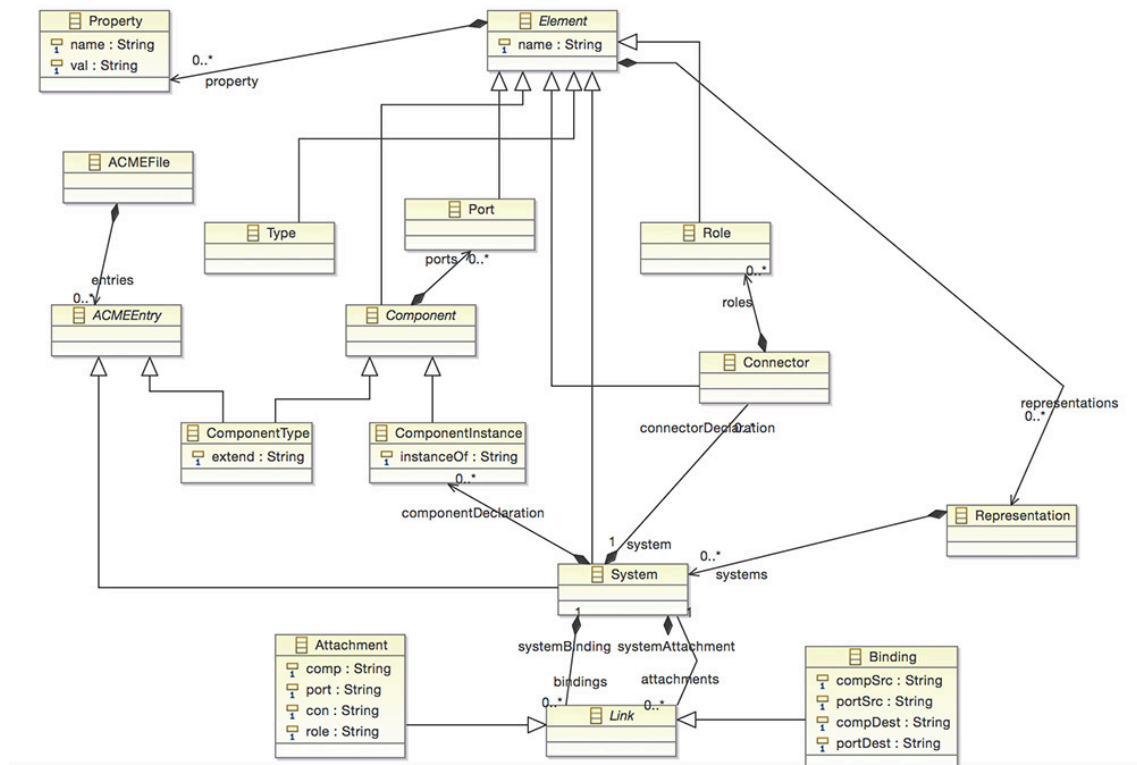 Property
name : String
val : String
Element
name : String
0..*
property
ACMEFile
Port
Type
Role
ports
0..*
entries
0..*
0..*
roles
ACMEEntry
Component
Connector
representations
0..*
connectorDeclaration
0..*
ComponentType
extend : String
ComponentInstance
instanceOf : String
0..*
componentDeclaration
Representation
1
system
0..*
systems
System
1
1
systemBinding
systemAttachment
Attachment
comp : String
port : String
con : String
role : String
bindings
attachments
0..*
0..*
Link
Binding
compSrc : String
portSrc : String
compDest : String
portDest : String